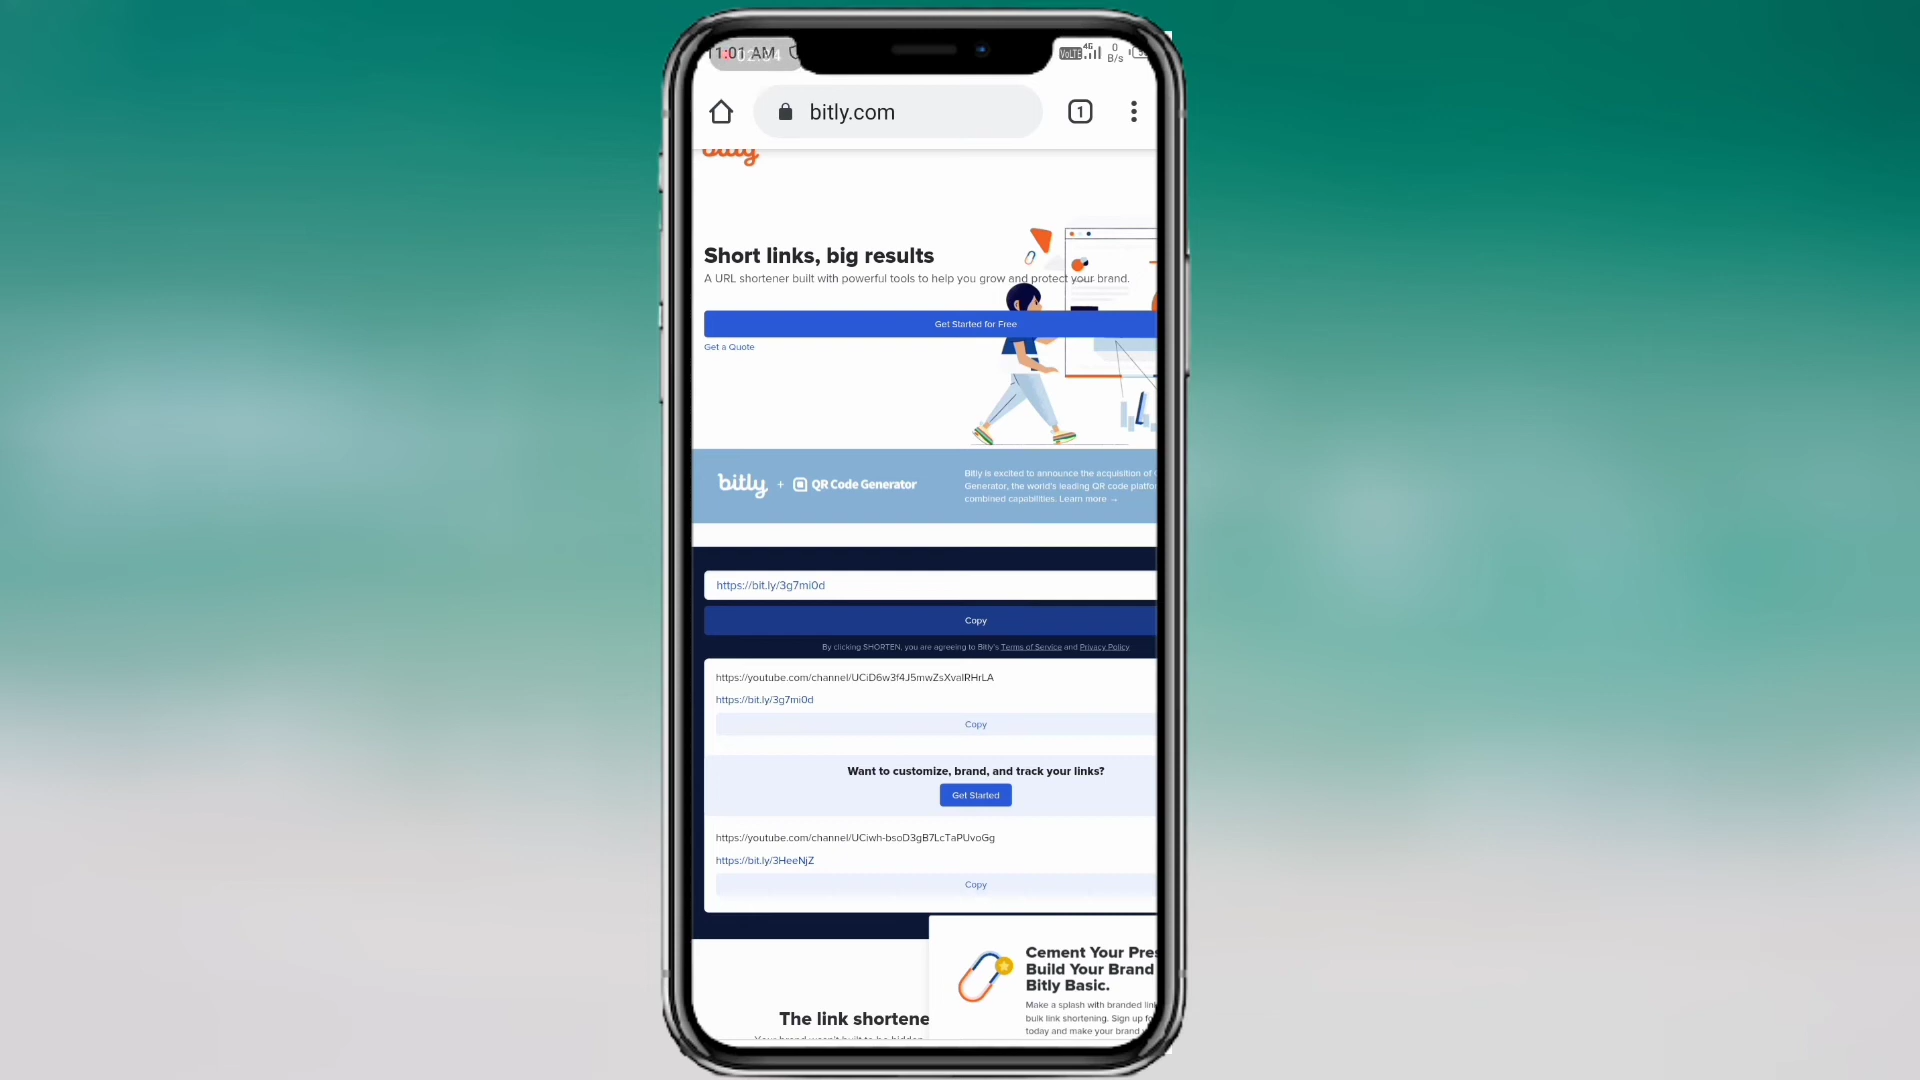 1:01 AM
VoLTE 4G 0 B/s
bitly.com
1
bitly
Short links, big results
A URL shortener built with powerful tools to help you grow and protect your brand.
Get Started for Free
Get a Quote
bitly + QR Code Generator
Bitly is excited to announce the acquisition of
Generator, the world's leading QR code
combined capabilities. Learn more →
https://bit.ly/3g7mi0d
Copy
By clicking SHORTEN, you are agreeing to Bitly's Terms of Service and Privacy Policy
https://youtube.com/channel/UCiD6w3f4J5mwZsXvalRHrLA
https://bit.ly/3g7mi0d
Copy
Want to customize, brand, and track your links?
Get Started
https://youtube.com/channel/UCiwh-bsoD3gB7LcTaPUvoGg
https://bit.ly/3HeeNjZ
Copy
Cement Your Pres
Build Your Brand
Bitly Basic.
Make a splash with branded
bulk link shortening. Sign up
today and make your brand
The link shortene